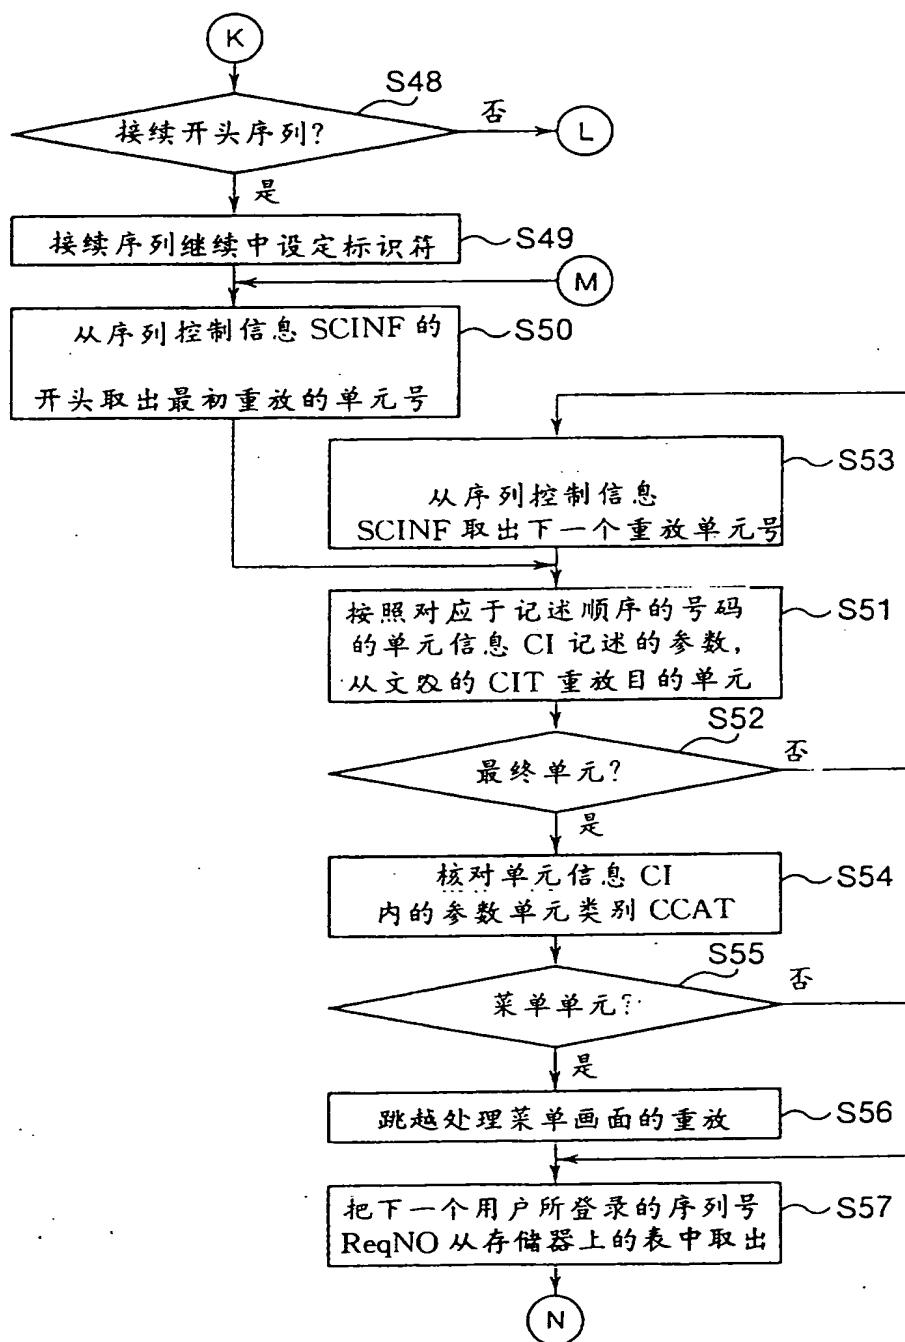 K
S48
接续开头序列?
否
L
是
接续序列继续中设定标识符
S49
M
从序列控制信息 SCINF 的
开头取出最初重放的单元号
S50
S53
从序列控制信息
SCINF 取出下一个重放单元号
按照对应于记述顺序的号码
的单元信息 CI 记述的参数,
从文的 CIT 重放目的单元
S51
S52
最终单元?
否
是
核对单元信息 CI
内的参数单元类别 CCAT
S54
S55
菜单单元?
否
是
跳越处理菜单画面的重放
S56
把下一个用户所登录的序列号
ReqNO 从存储器上的表中取出
S57
N